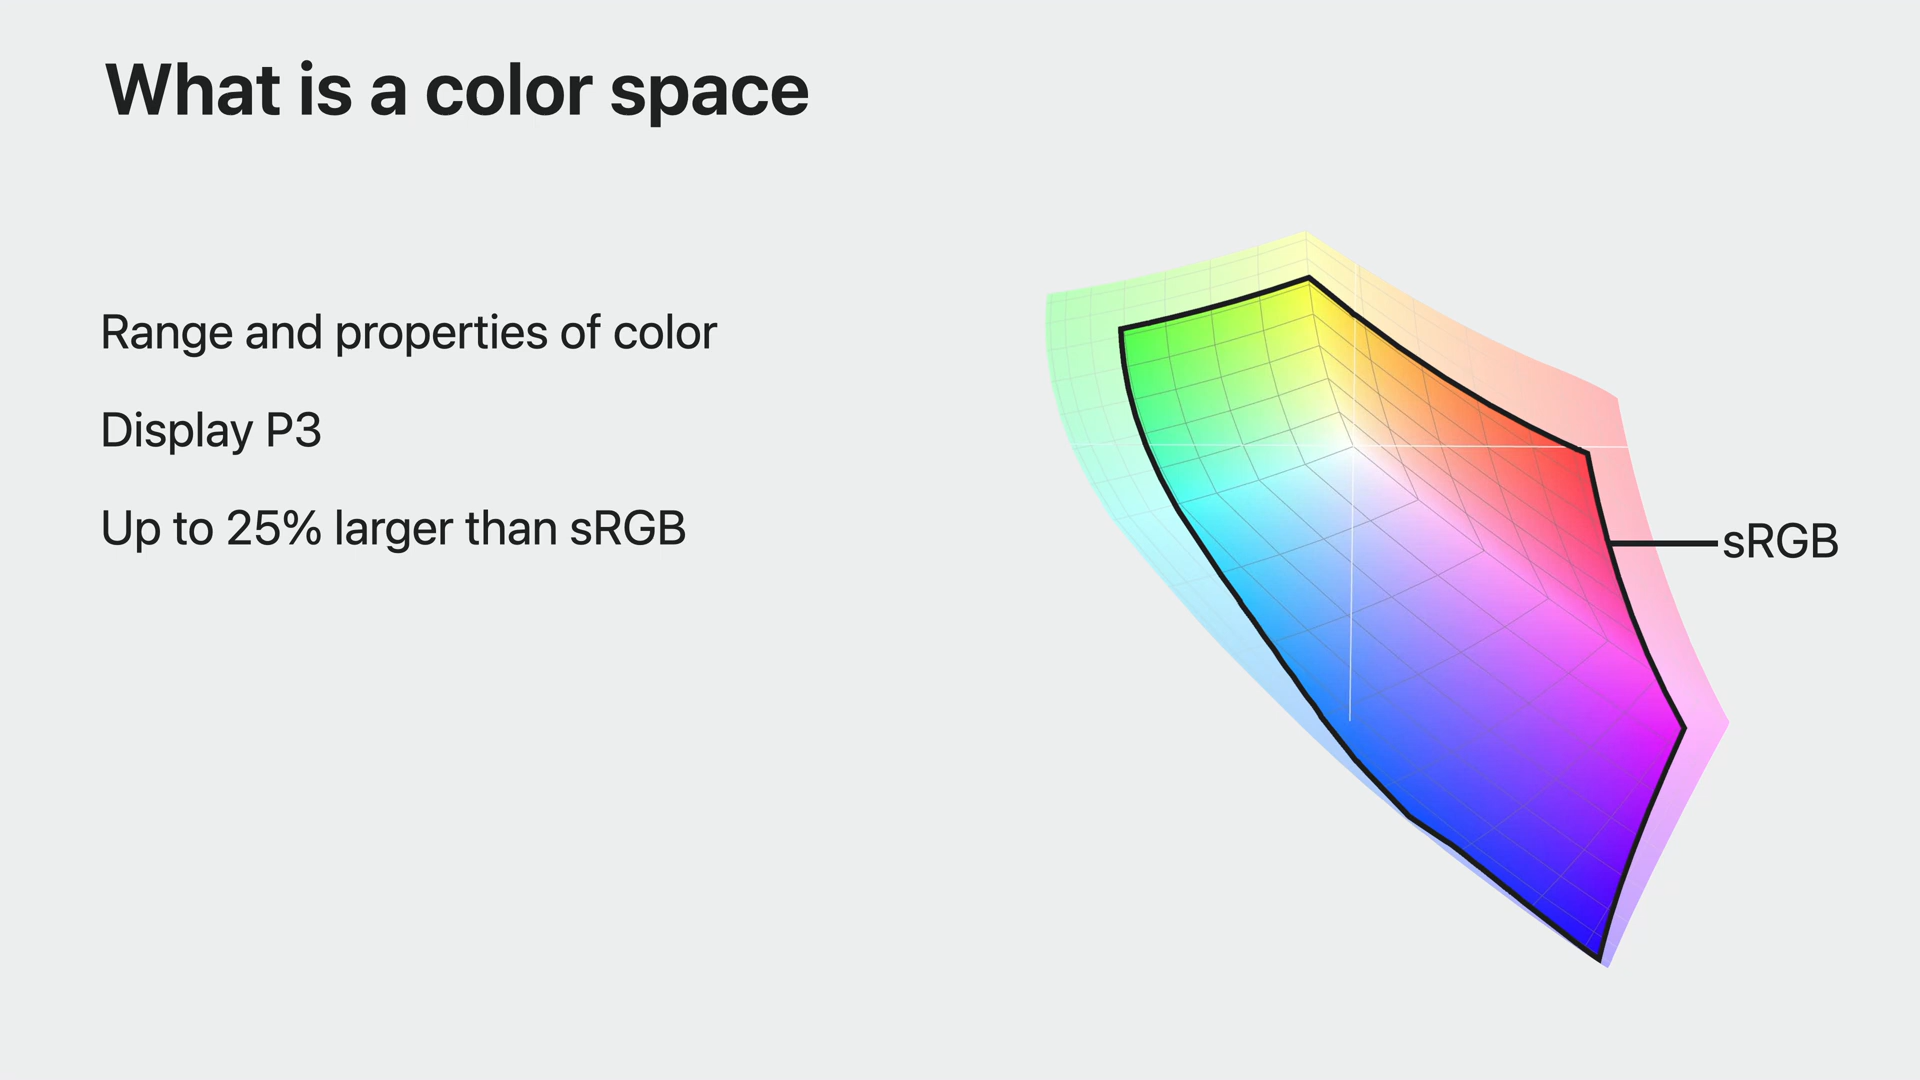 What is a color space
Range and properties of color
Display P3
Up to 25% larger than sRGB
sRGB